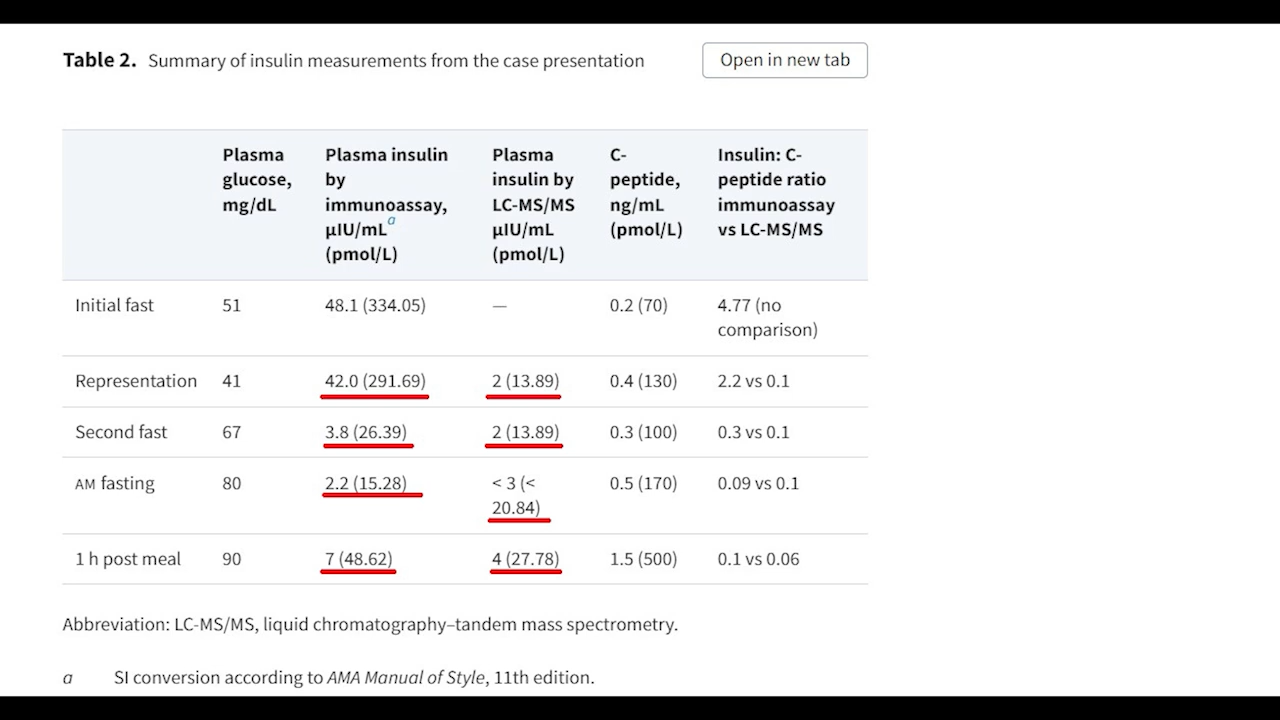 Table 2. Summary of insulin measurements from the case presentation
Open in new tab
Plasma glucose, mg/dL
Plasma insulin by immunoassay, µIU/mLa (pmol/L)
Plasma insulin by LC-MS/MS µIU/mL (pmol/L)
C-peptide, ng/mL (pmol/L)
Insulin: C-peptide ratio immunoassay vs LC-MS/MS
Initial fast 51 48.1 (334.05) — 0.2 (70) 4.77 (no comparison)
Representation 41 42.0 (291.69) 2 (13.89) 0.4 (130) 2.2 vs 0.1
Second fast 67 3.8 (26.39) 2 (13.89) 0.3 (100) 0.3 vs 0.1
AM fasting 80 2.2 (15.28) < 3 (< 20.84) 0.5 (170) 0.09 vs 0.1
1 h post meal 90 7 (48.62) 4 (27.78) 1.5 (500) 0.1 vs 0.06
Abbreviation: LC-MS/MS, liquid chromatography–tandem mass spectrometry.
a SI conversion according to AMA Manual of Style, 11th edition.